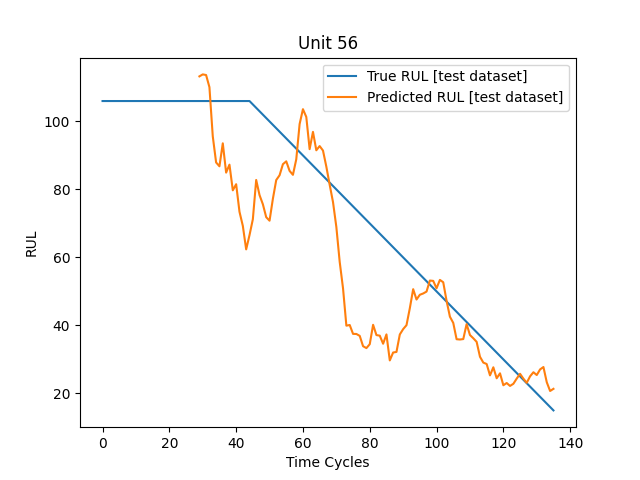 Unit 56
True RUL [test dataset]
Predicted RUL [test dataset]
RUL
100
80
60
40
20
0 20 40 60 80 100 120 140
Time Cycles